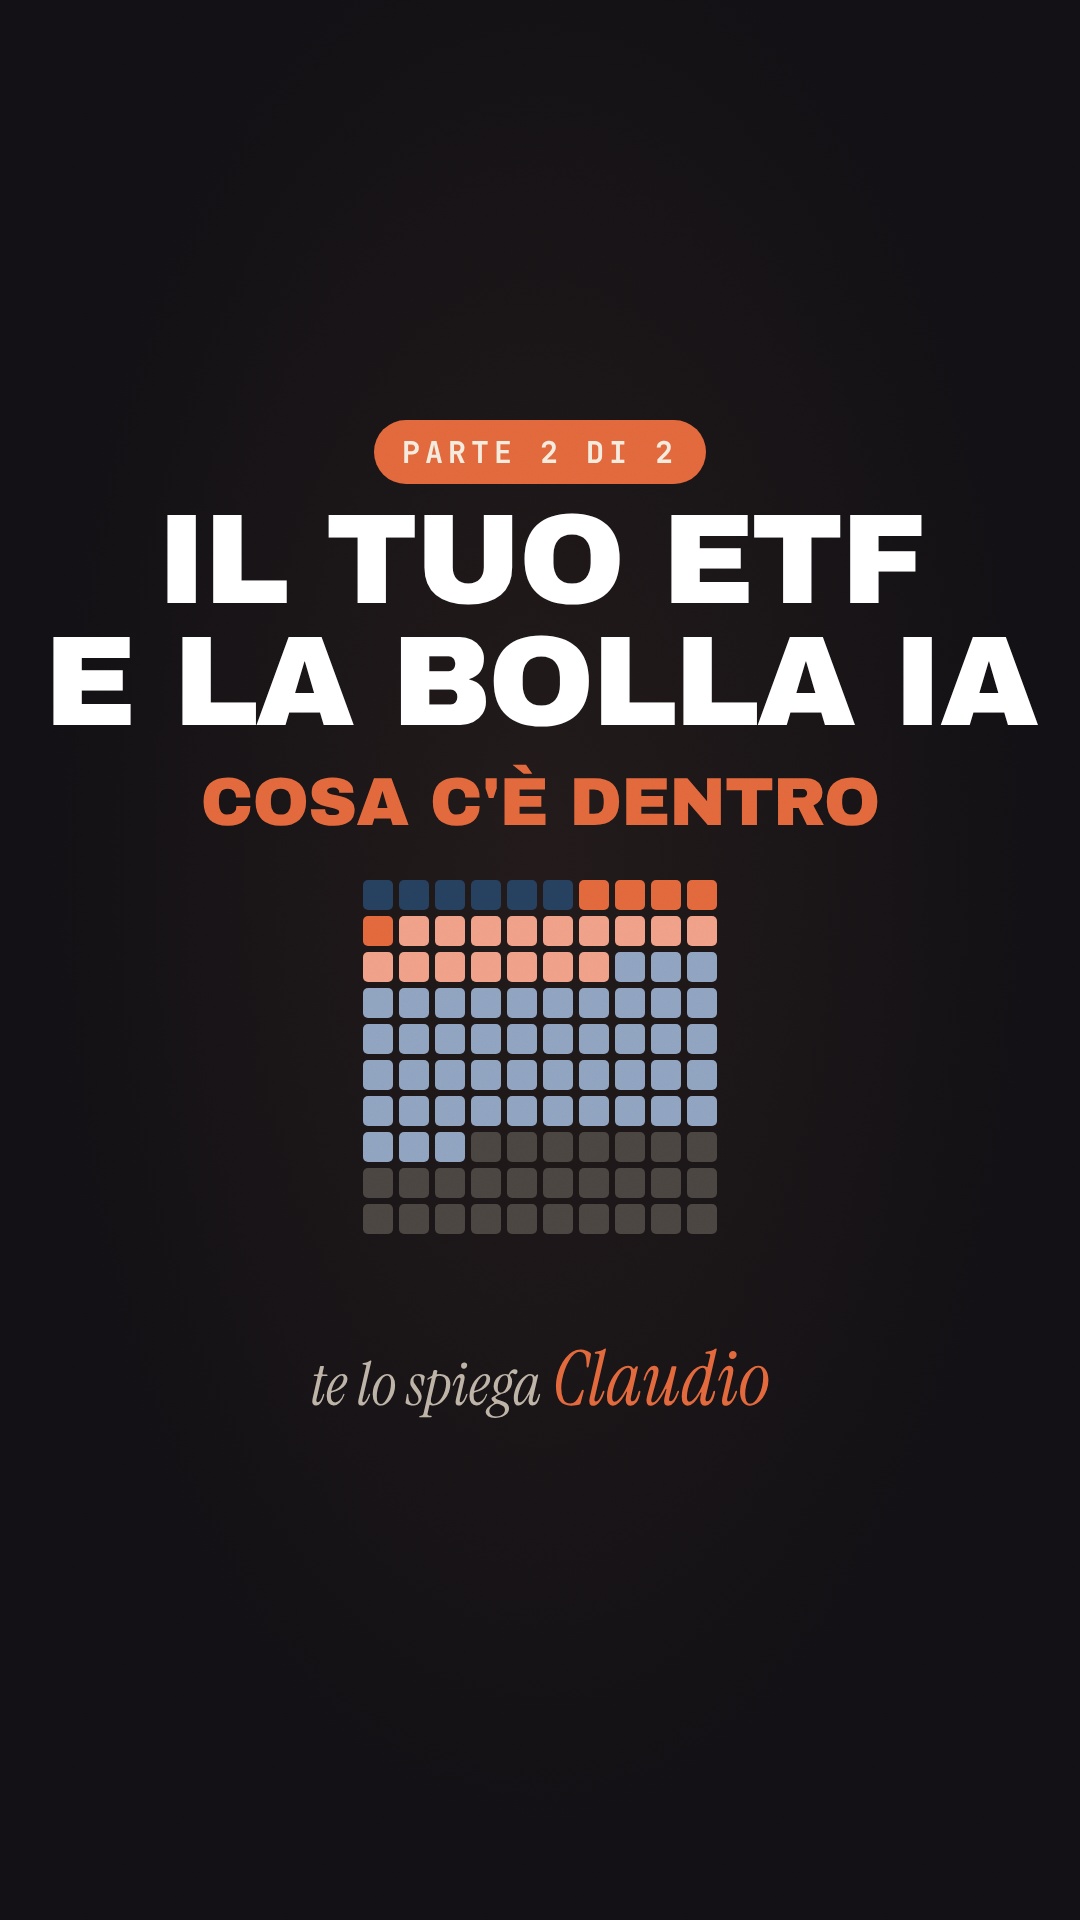 PARTE 2 DI 2
IL TUO ETF
E LA BOLLA IA
COSA C'È DENTRO
te lo spiega Claudio